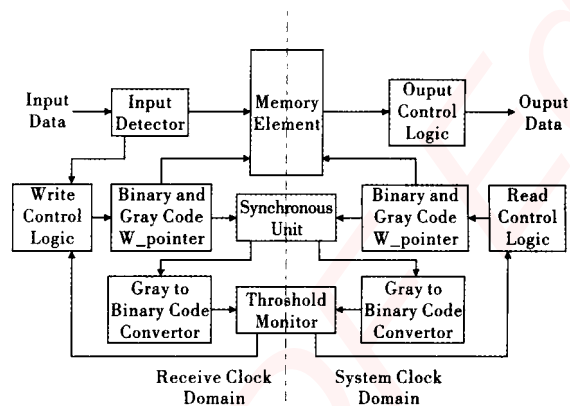 Input
Data
Input
Detector
Memory
Element
Ouput
Control
Logic
Ouput
Data
Write
Control
Logic
Binary and
Gray Code
W_pointer
Synchronous
Unit
Binary and
Gray Code
W_pointer
Read
Control
Logic
Gray to
Binary Code
Convertor
Threshold
Monitor
Gray to
Binary Code
Convertor
Receive Clock
Domain
System Clock
Domain